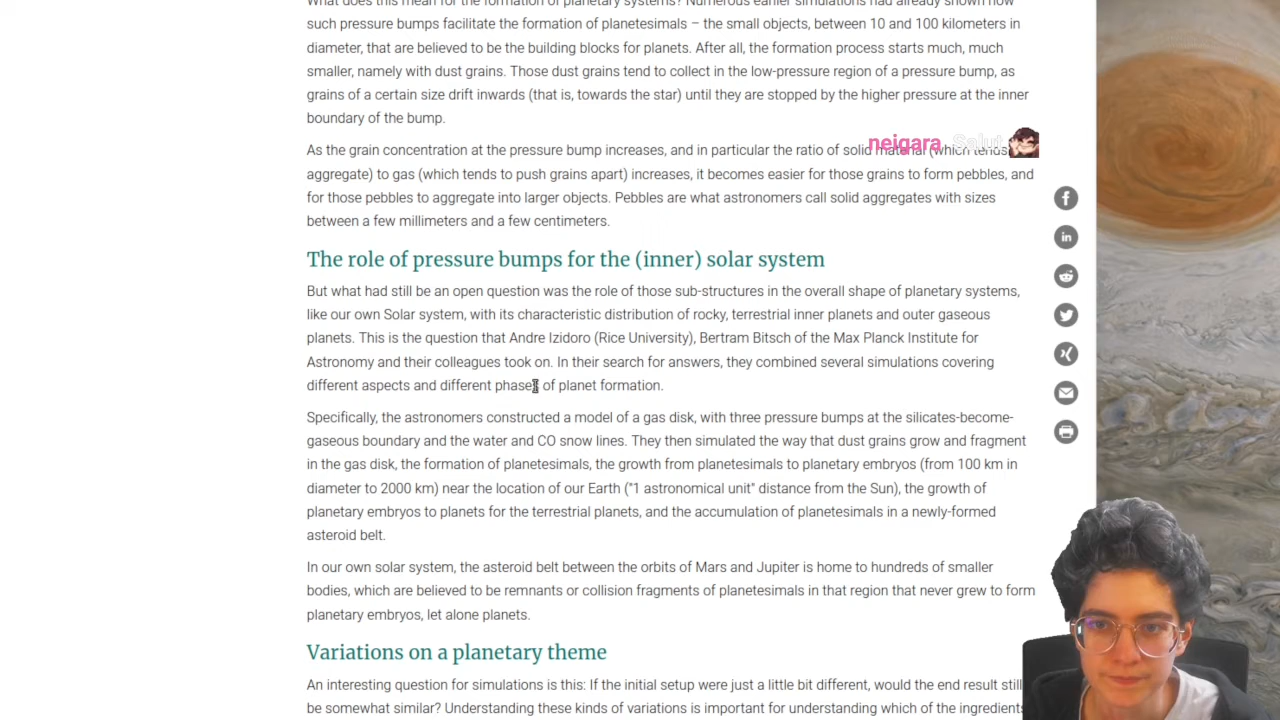 What does this mean for the formation of planetary systems? Numerous earlier simulations had already shown how
such pressure bumps facilitate the formation of planetesimals – the small objects, between 10 and 100 kilometers in
diameter, that are believed to be the building blocks for planets. After all, the formation process starts much, much
smaller, namely with dust grains. Those dust grains tend to collect in the low-pressure region of a pressure bump, as
grains of a certain size drift inwards (that is, towards the star) until they are stopped by the higher pressure at the inner
boundary of the bump.
neigara Salut
As the grain concentration at the pressure bump increases, and in particular the ratio of solid material (which tends
aggregate) to gas (which tends to push grains apart) increases, it becomes easier for those grains to form pebbles, and
for those pebbles to aggregate into larger objects. Pebbles are what astronomers call solid aggregates with sizes
between a few millimeters and a few centimeters.
The role of pressure bumps for the (inner) solar system
But what had still be an open question was the role of those sub-structures in the overall shape of planetary systems,
like our own Solar system, with its characteristic distribution of rocky, terrestrial inner planets and outer gaseous
planets. This is the question that Andre Izidoro (Rice University), Bertram Bitsch of the Max Planck Institute for
Astronomy and their colleagues took on. In their search for answers, they combined several simulations covering
different aspects and different phases of planet formation.
Specifically, the astronomers constructed a model of a gas disk, with three pressure bumps at the silicates-become-
gaseous boundary and the water and CO snow lines. They then simulated the way that dust grains grow and fragment
in the gas disk, the formation of planetesimals, the growth from planetesimals to planetary embryos (from 100 km in
diameter to 2000 km) near the location of our Earth ("1 astronomical unit" distance from the Sun), the growth of
planetary embryos to planets for the terrestrial planets, and the accumulation of planetesimals in a newly-formed
asteroid belt.
In our own solar system, the asteroid belt between the orbits of Mars and Jupiter is home to hundreds of smaller
bodies, which are believed to be remnants or collision fragments of planetesimals in that region that never grew to form
planetary embryos, let alone planets.
Variations on a planetary theme
An interesting question for simulations is this: If the initial setup were just a little bit different, would the end result still
be somewhat similar? Understanding these kinds of variations is important for understanding which of the ingredients